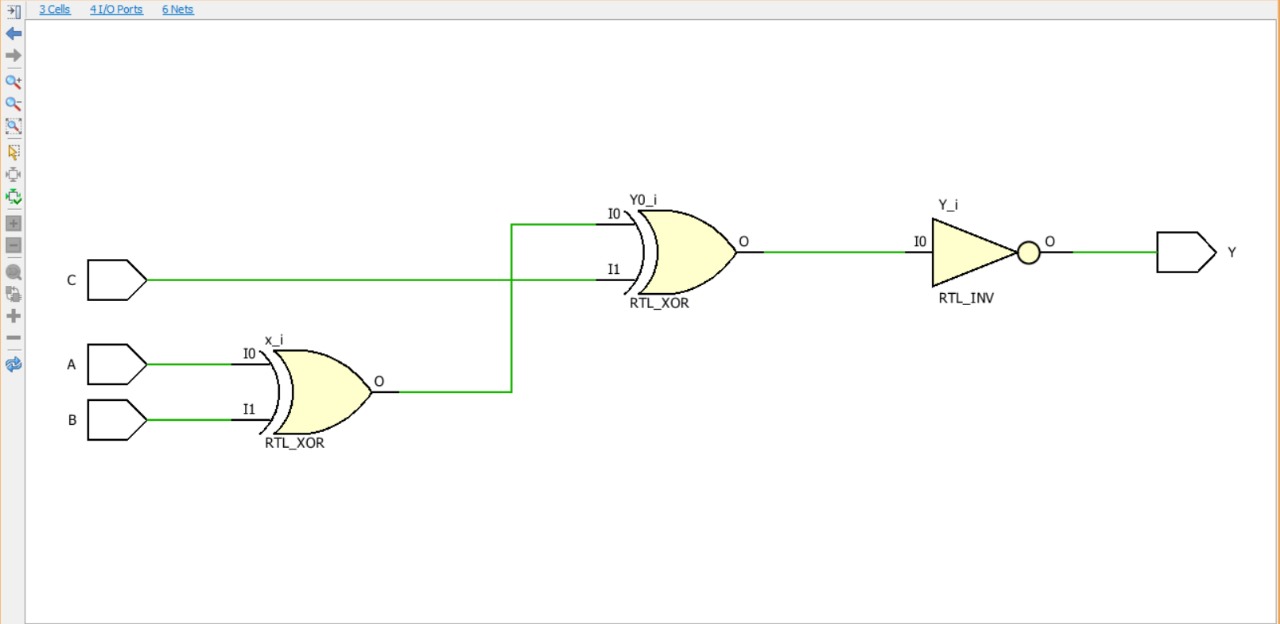 3 Cells 4 I/O Ports 6 Nets
Y0_i
Y_i
I0
O
I0
O
Y
I1
C
RTL_INV
RTL_XOR
x_i
I0
A
O
I1
B
RTL_XOR